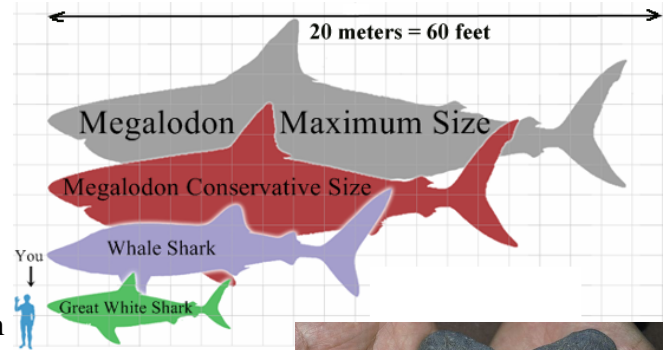 20 meters = 60 feet
Megalodon Maximum Size
Megalodon Conservative Size
Whale Shark
You
Great White Shark